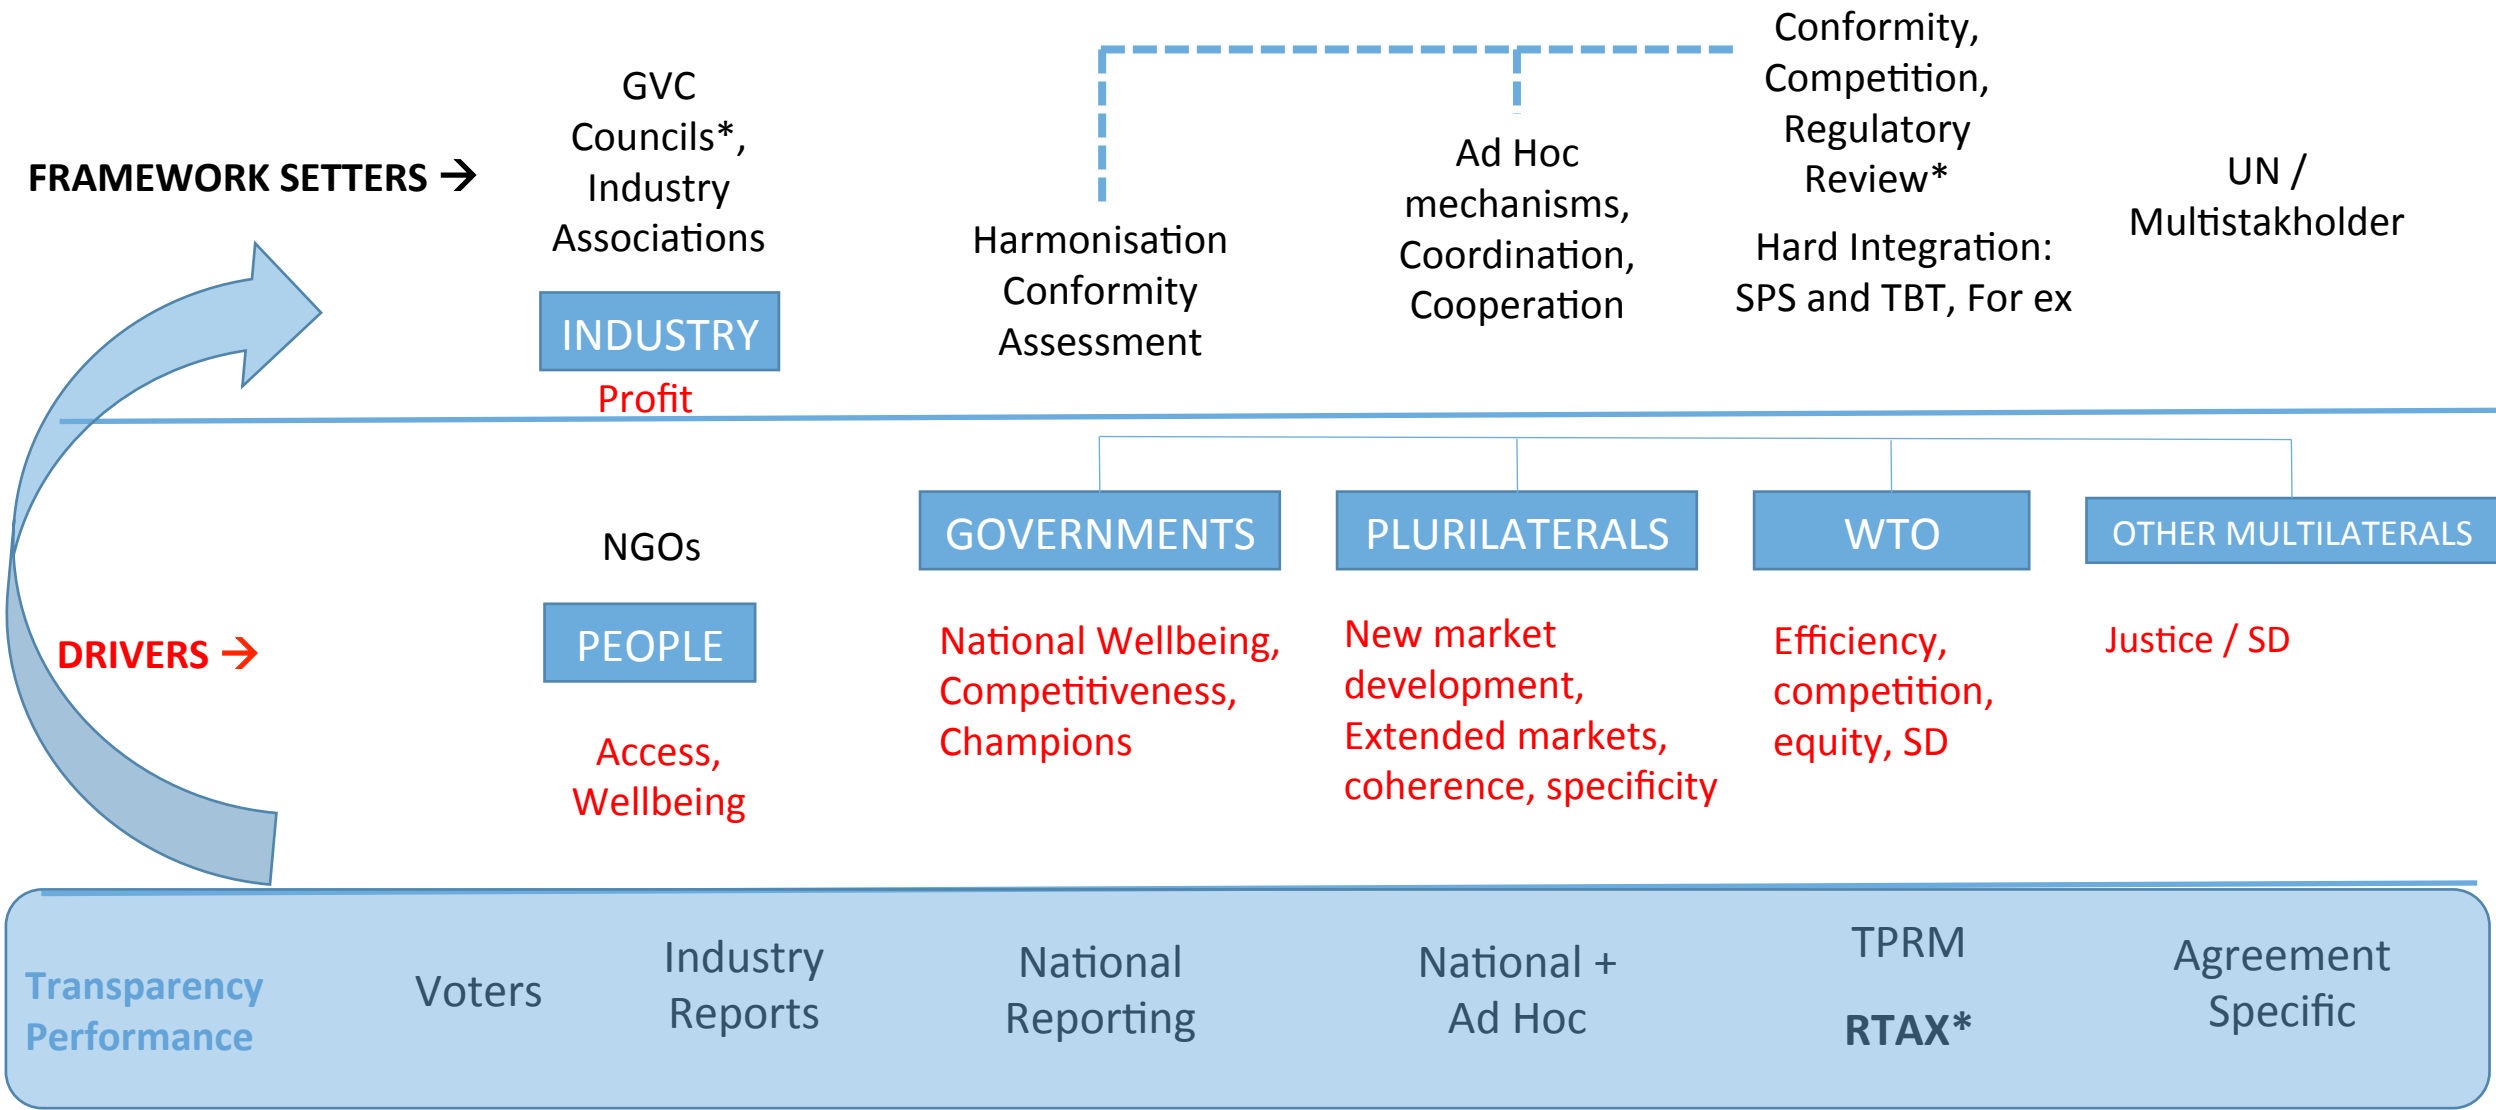 FRAMEWORK SETTERS →
GVC
Councils*,
Industry
Associations
INDUSTRY
Profit
Harmonisation
Conformity
Assessment
Ad Hoc
mechanisms,
Coordination,
Cooperation
Conformity,
Competition,
Regulatory
Review*
Hard Integration:
SPS and TBT, For ex
UN /
Multistakholder
DRIVERS →
NGOs
PEOPLE
Access,
Wellbeing
GOVERNMENTS
National Wellbeing,
Competitiveness,
Champions
PLURILATERALS
New market
development,
Extended markets,
coherence, specificity
WTO
Efficiency,
competition,
equity, SD
OTHER MULTILATERALS
Justice / SD
Transparency
Performance
Voters
Industry
Reports
National
Reporting
National +
Ad Hoc
TPRM
RTAX*
Agreement
Specific